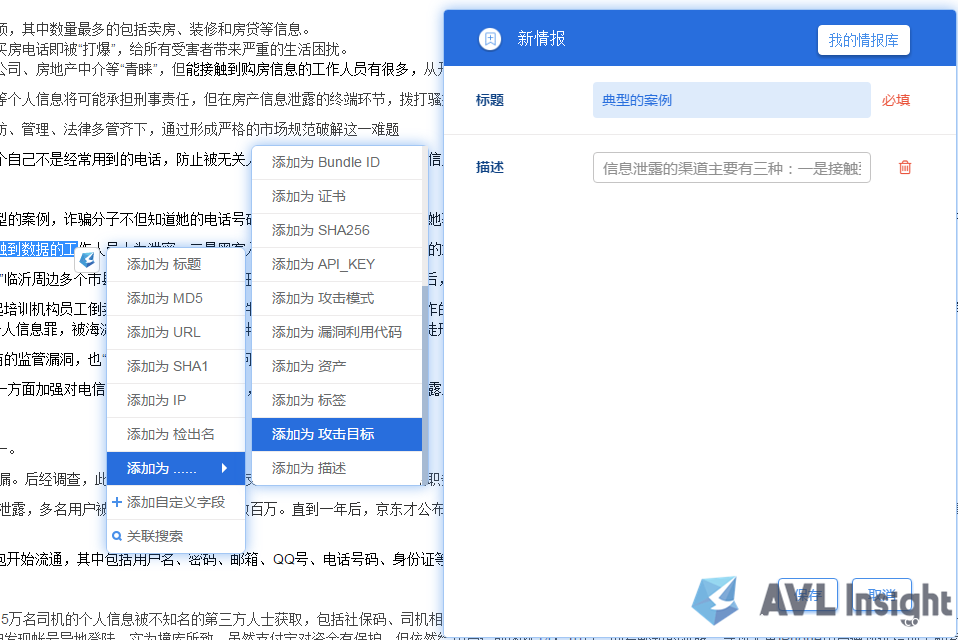 顷，其中数量最多的包括卖房、装修和房贷等信息。
买房电话即被“打爆”，给所有受害者带来严重的生活困扰。
公司、房地产中介等“青睐”，但能接触到购房信息的工作人员有很多，从开
等个人信息将可能承担刑事责任，但在房产信息泄露的终端环节，拨打骚
防、管理、法律多管齐下，通过形成严格的市场规范破解这一难题
个自己不是经常用到的电话，防止被无关人
型的案例，诈骗分子不但知道她的电话号码
触到数据的工作人员
”临沂周边多个市县
起培训机构员工倒卖
人信息罪，被海淀
有的监管漏洞，也“
一方面加强对电信
一。
漏。后经调查，此
泄露，多名用户被
数百万。直到一年后，京东才公布
包开始流通，其中包括用户名、密码、邮箱、QQ号、电话号码、身份证等
5万名司机的个人信息被不知名的第三方人士获取，包括社保码、司机相
添加为 标题
添加为 MD5
添加为 URL
添加为 SHA1
添加为 IP
添加为 检出名
添加为 ......
添加自定义字段
关联搜索
添加为 Bundle ID
添加为 证书
添加为 SHA256
添加为 API_KEY
添加为 攻击模式
添加为 漏洞利用代码
添加为 资产
添加为 标签
添加为 攻击目标
添加为 描述
新情报
我的情报库
标题
典型的案例
必填
描述
信息泄露的渠道主要有三种：一是接触到
保存
取消
AVL Insight